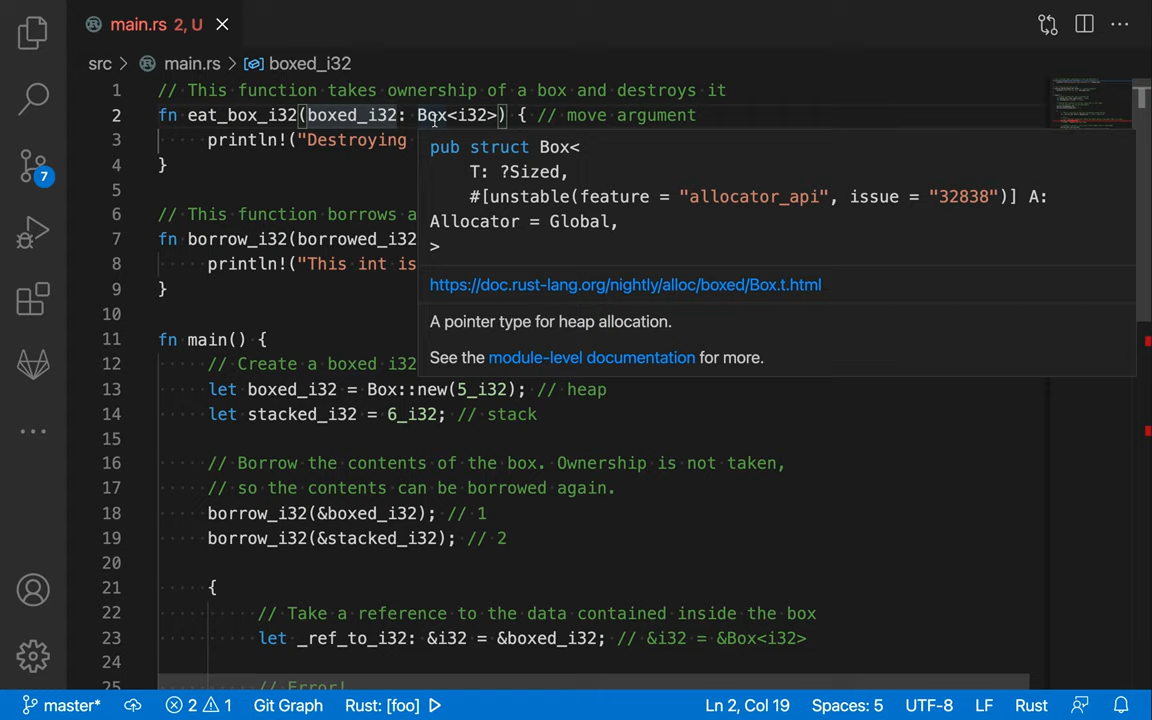 main.rs 2, U
src > main.rs > boxed_i32
1 // This function takes ownership of a box and destroys it
2 fn eat_box_i32(boxed_i32: Box<i32>) { // move argument
3 println!("Destroying
4 }
5
6 // This function borrows a
7 fn borrow_i32(borrowed_i32
8 println!("This int is
9 }
10
11 fn main() {
12 // Create a boxed i32
13 let boxed_i32 = Box::new(5_i32); // heap
14 let stacked_i32 = 6_i32; // stack
15
16 // Borrow the contents of the box. Ownership is not taken,
17 // so the contents can be borrowed again.
18 borrow_i32(&boxed_i32); // 1
19 borrow_i32(&stacked_i32); // 2
20
21 {
22 // Take a reference to the data contained inside the box
23 let _ref_to_i32: &i32 = &boxed_i32; // &i32 = &Box<i32>
24
25 // Error!
pub struct Box<
T: ?Sized,
#[unstable(feature = "allocator_api", issue = "32838")] A:
Allocator = Global,
>
https://doc.rust-lang.org/nightly/alloc/boxed/Box.t.html
A pointer type for heap allocation.
See the module-level documentation for more.
7
master* 2 1 Git Graph Rust: [foo] Ln 2, Col 19 Spaces: 5 UTF-8 LF Rust